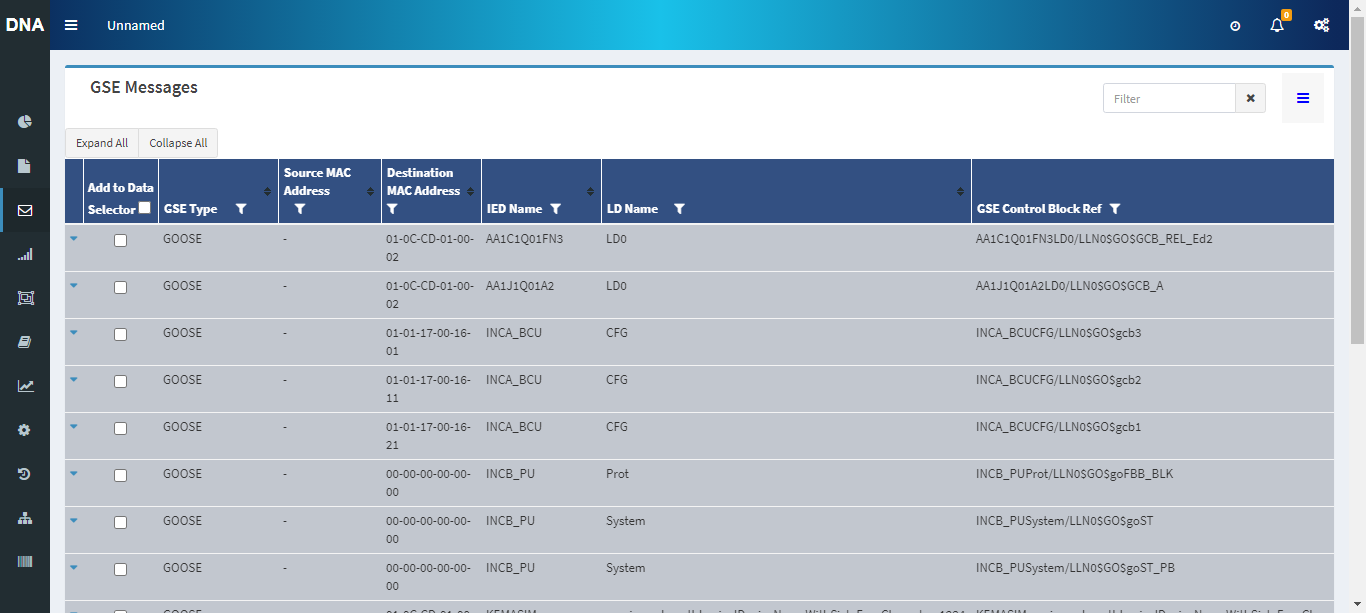 DNA
Unnamed
0
GSE Messages
Filter
Expand All
Collapse All
Add to Data Selector
GSE Type
Source MAC Address
Destination MAC Address
IED Name
LD Name
GSE Control Block Ref
GOOSE - 01-0C-CD-01-00- AA1C1Q01FN3 LD0 AA1C1Q01FN3LD0/LLN0$GO$GCB_REL_Ed2
02
GOOSE - 01-0C-CD-01-00- AA1J1Q01A2 LD0 AA1J1Q01A2LD0/LLN0$GO$GCB_A
02
GOOSE - 01-01-17-00-16- INCA_BCU CFG INCA_BCUCFG/LLN0$GO$gcb3
01
GOOSE - 01-01-17-00-16- INCA_BCU CFG INCA_BCUCFG/LLN0$GO$gcb2
11
GOOSE - 01-01-17-00-16- INCA_BCU CFG INCA_BCUCFG/LLN0$GO$gcb1
21
GOOSE - 00-00-00-00-00- INCB_PU Prot INCB_PUProt/LLN0$GO$goFBB_BLK
00
GOOSE - 00-00-00-00-00- INCB_PU System INCB_PUSystem/LLN0$GO$goST
00
GOOSE - 00-00-00-00-00- INCB_PU System INCB_PUSystem/LLN0$GO$goST_PB
00